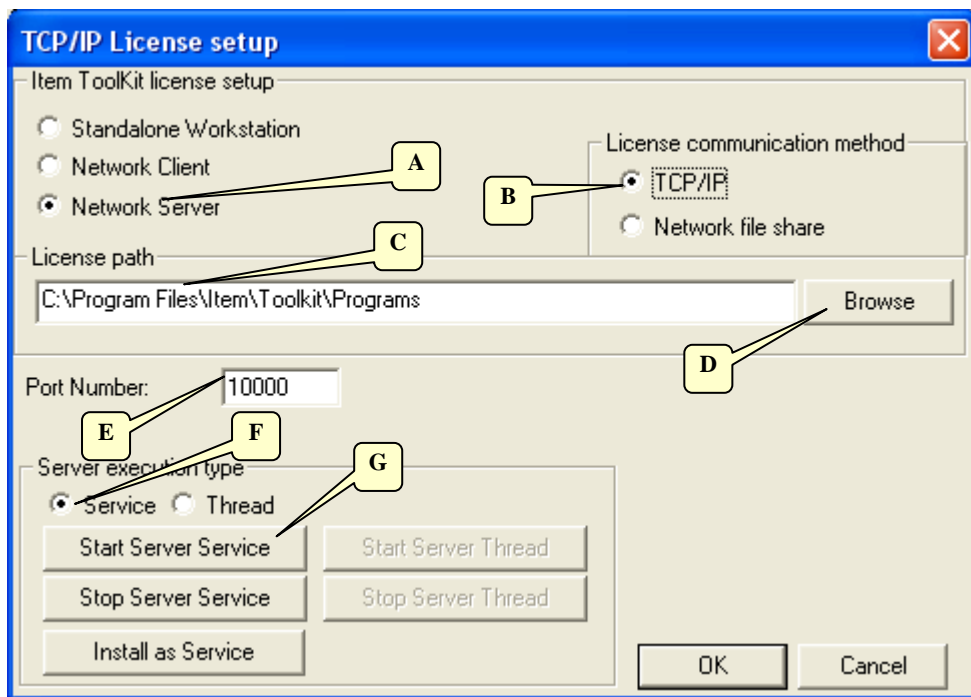 TCP/IP License setup
Item ToolKit license setup
Standalone Workstation
Network Client
Network Server
A
License communication method
B
TCP/IP
Network file share
C
License path
C:\Program Files\Item\Toolkit\Programs
Browse
D
Port Number: 10000
E
F
G
Server execution type
Service Thread
Start Server Service Start Server Thread
Stop Server Service Stop Server Thread
Install as Service
OK Cancel